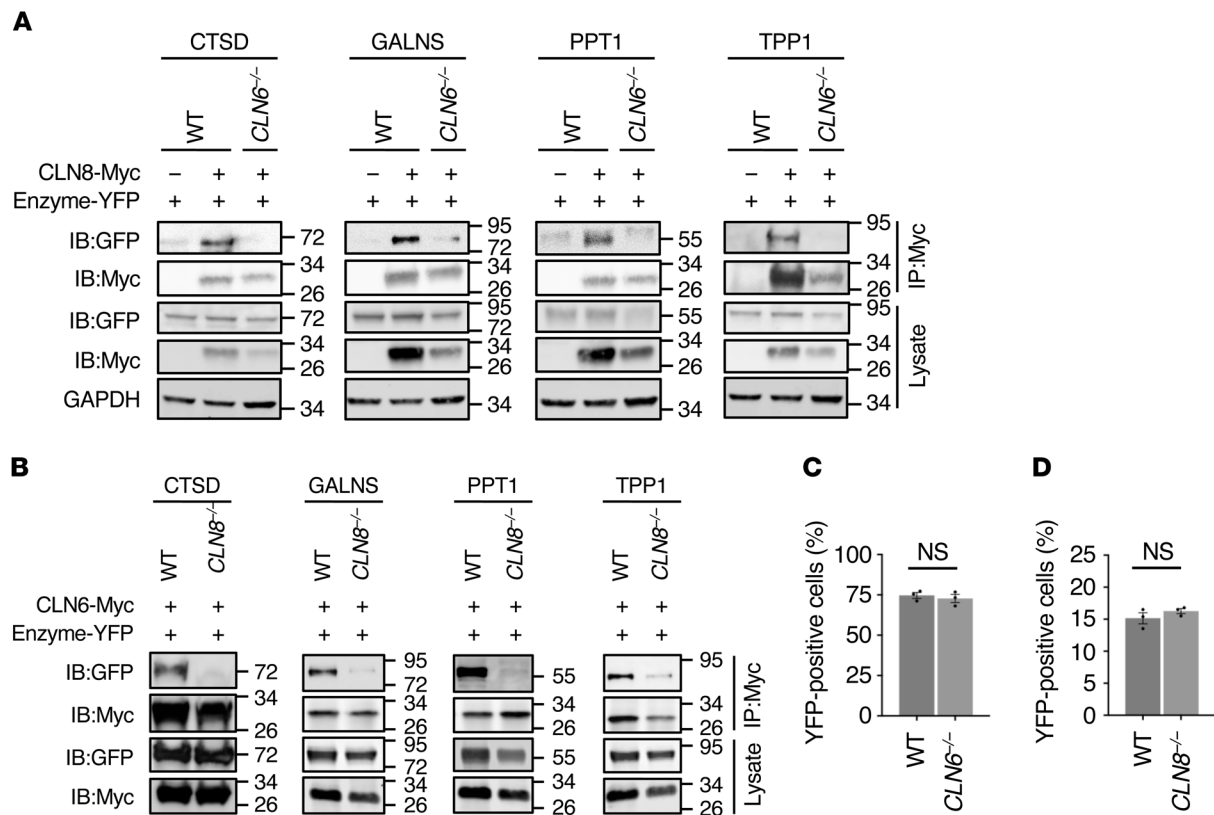 A
CTSD GALNS PPT1 TPP1
WT CLN6–/– WT CLN6–/– WT CLN6–/– WT CLN6–/–
CLN8-Myc – + + – + + – + + – + +
Enzyme-YFP + + + + + + + + + + + +
IB:GFP 72 95 72 55 95
IB:Myc 34 26 34 26 34 26 34 26
IP:Myc
IB:GFP 72 95 72 55 95
IB:Myc 34 26 34 26 34 26 34 26
GAPDH 34 34 34 34
Lysate
B
CTSD GALNS PPT1 TPP1
WT CLN8–/– WT CLN8–/– WT CLN8–/– WT CLN8–/–
CLN6-Myc + + + + + + + +
Enzyme-YFP + + + + + + + +
IB:GFP 72 95 72 55 95 72
IB:Myc 34 26 34 26 34 26 34 26
IP:Myc
IB:GFP 72 95 72 55 95
IB:Myc 34 26 34 26 34 26 34 26
Lysate
C
YFP-positive cells (%)
100
75
50
25
0
NS
WT CLN6–/–
D
YFP-positive cells (%)
25
20
15
10
5
0
NS
WT CLN8–/–